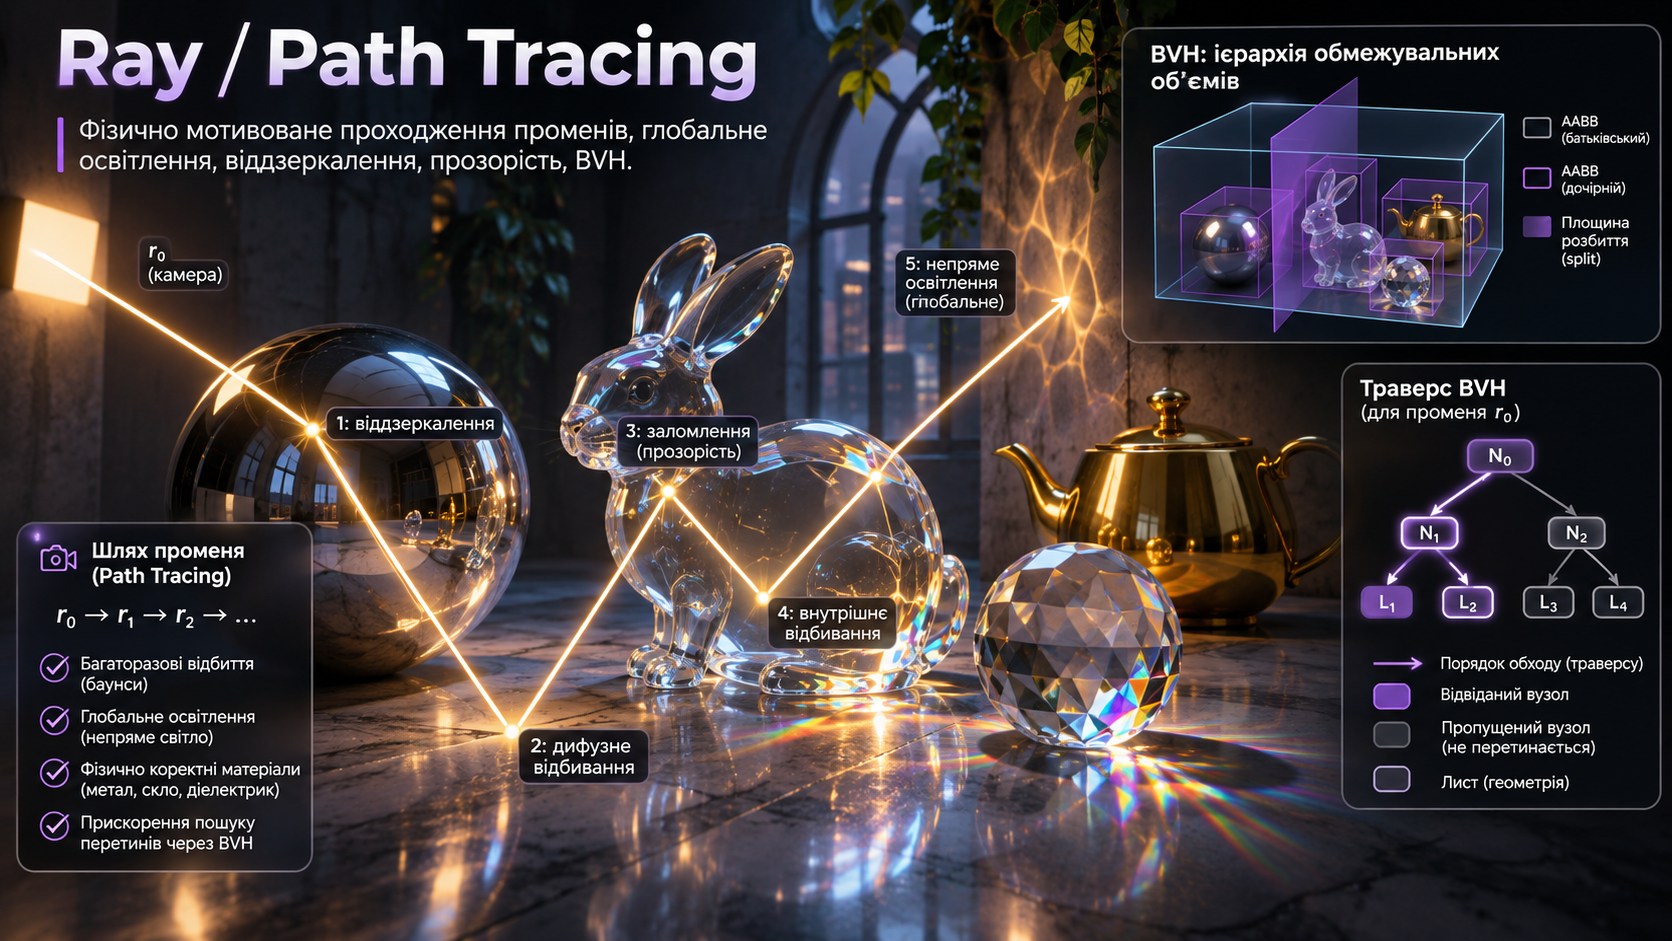 Ray / Path Tracing
Фізично мотивоване проходження променів, глобальне
освітлення, віддзеркалення, прозорість, BVH.
r₀
(камера)
1: віддзеркалення
2: дифузне
відбивання
3: заломлення
(прозорість)
4: внутрішнє
відбивання
5: непряме
освітлення
(глобальне)
Шлях променя
(Path Tracing)
r₀ → r₁ → r₂ → ...
Багаторазові відбиття
(баунси)
Глобальне освітлення
(непряме світло)
Фізично коректні матеріали
(метал, скло, діелектрик)
Прискорення пошуку
перетинів через BVH
BVH: ієрархія обмежувальних
об’ємів
AABB
(батьківський)
AABB
(дочірній)
Площина
розбиття
(split)
Траверс BVH
(для променя r₀)
N₀
N₁ N₂
L₁ L₂ L₃ L₄
Порядок обходу (траверсу)
Відвіданий вузол
Пропущений вузол
(не перетинається)
Лист (геометрія)